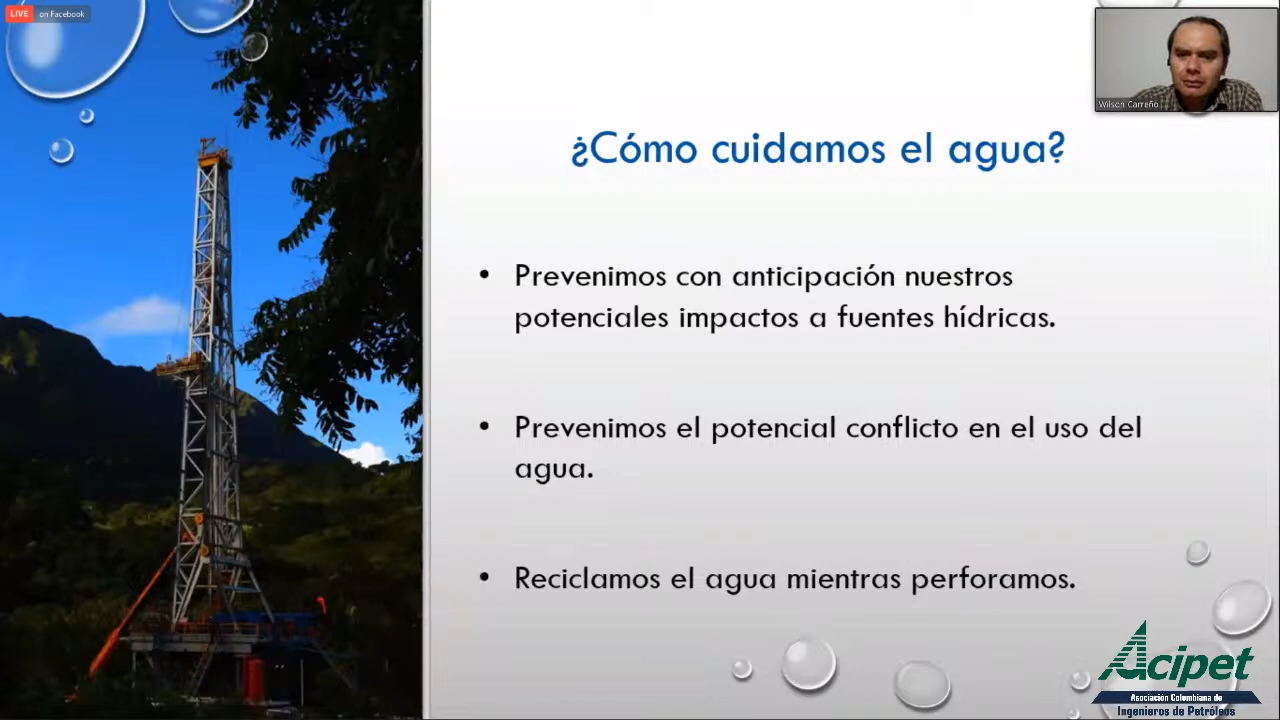 LIVE on Facebook
Wilson Carreño
¿Cómo cuidamos el agua?
• Prevenimos con anticipación nuestros
potenciales impactos a fuentes hídricas.
• Prevenimos el potencial conflicto en el uso del
agua.
• Reciclamos el agua mientras perforamos.
Acipet
Asociación Colombiana de
Ingenieros de Petróleos